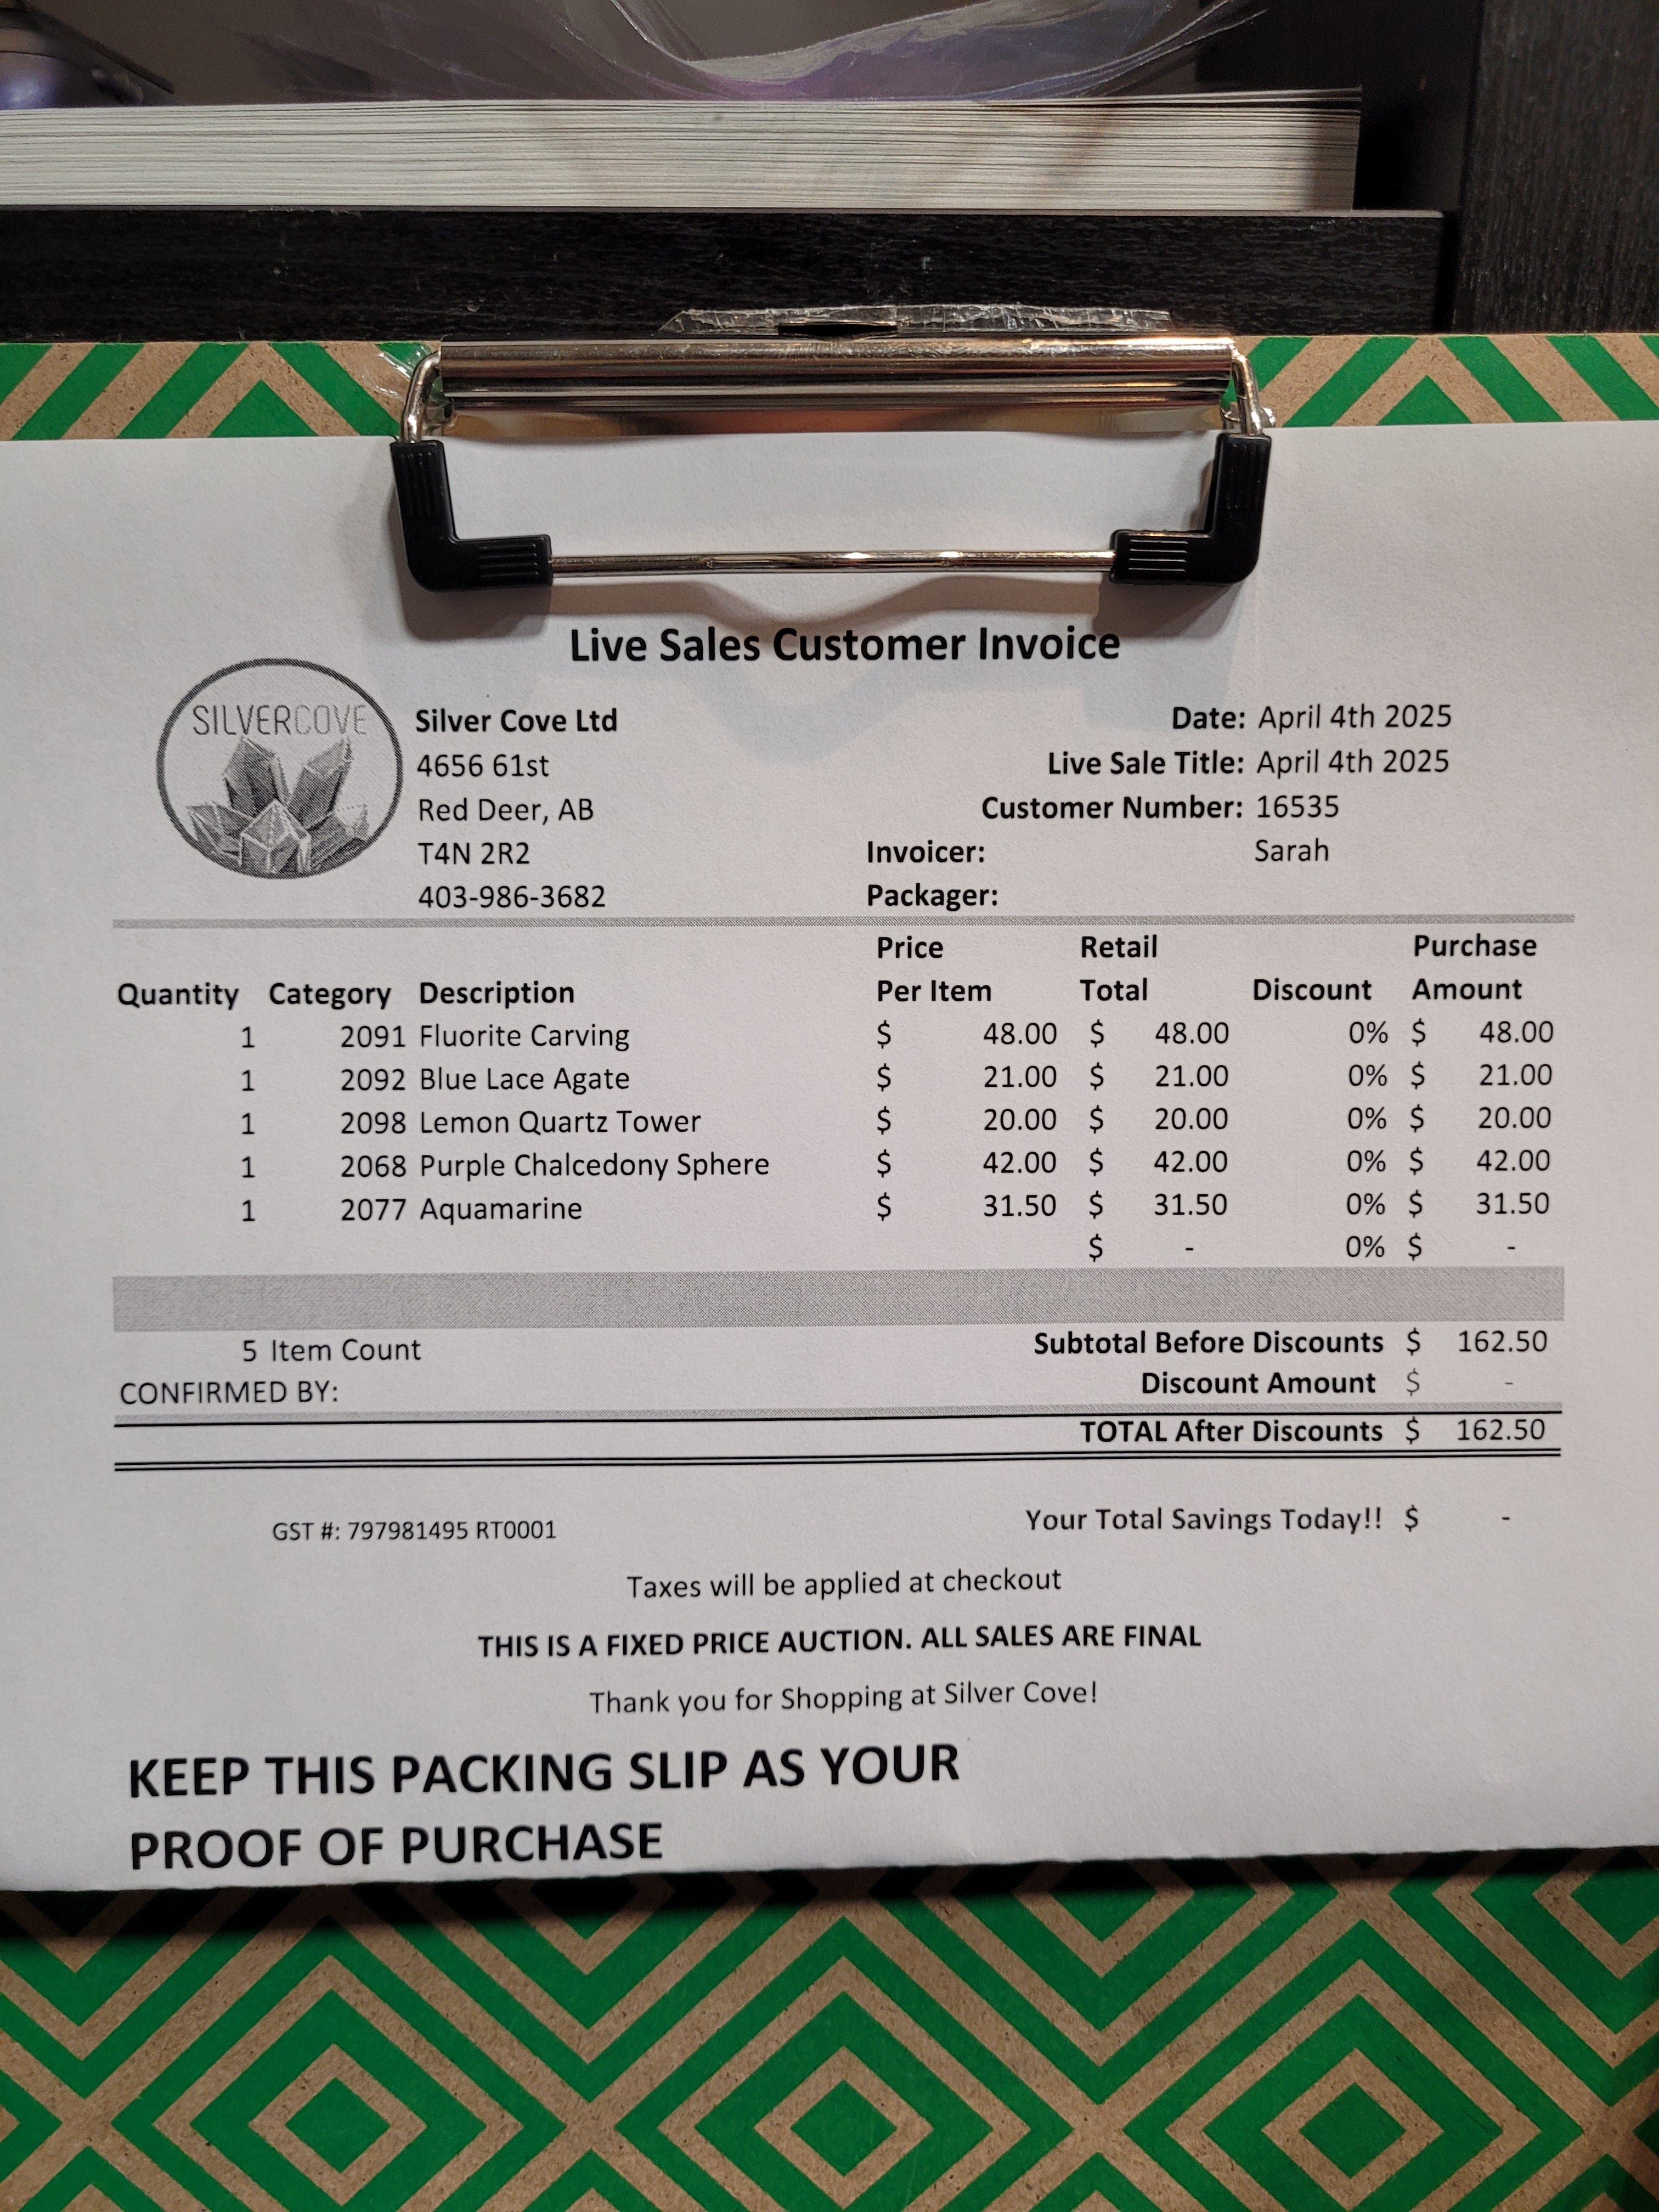 Live Sales Customer Invoice
SILVERCOVE
Silver Cove Ltd
4656 61st
Red Deer, AB
T4N 2R2
403-986-3682
Date: April 4th 2025
Live Sale Title: April 4th 2025
Customer Number: 16535
Invoicer: Sarah
Packager:
Quantity Category Description Price Per Item Retail Total Discount Purchase Amount
1 2091 Fluorite Carving $ 48.00 $ 48.00 0% $ 48.00
1 2092 Blue Lace Agate $ 21.00 $ 21.00 0% $ 21.00
1 2098 Lemon Quartz Tower $ 20.00 $ 20.00 0% $ 20.00
1 2068 Purple Chalcedony Sphere $ 42.00 $ 42.00 0% $ 42.00
1 2077 Aquamarine $ 31.50 $ 31.50 0% $ 31.50
$ - 0% $ -
5 Item Count Subtotal Before Discounts $ 162.50
CONFIRMED BY: Discount Amount $ -
TOTAL After Discounts $ 162.50
GST #: 797981495 RT0001 Your Total Savings Today!! $ -
Taxes will be applied at checkout
THIS IS A FIXED PRICE AUCTION. ALL SALES ARE FINAL
Thank you for Shopping at Silver Cove!
KEEP THIS PACKING SLIP AS YOUR
PROOF OF PURCHASE